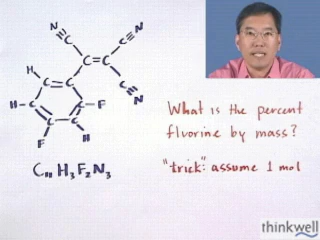 N
C
C
N
C = C
H
C
C
N
C
C
H
C
C
F
C
C
F
H
What is the percent
fluorine by mass?
C₁₁H₃F₂N₃
"trick": assume 1 mol
thinkwell